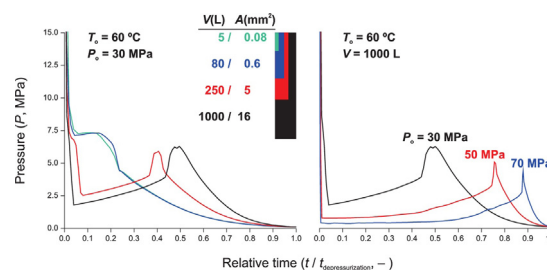 T₀ = 60 ºC
P₀ = 30 MPa
V(L) A(mm²)
5 / 0.08
80 / 0.6
250 / 5
1000 / 16
Pressure (P, MPa)
15.0
12.5
10.0
7.5
5.0
2.5
0.0
0.0 0.1 0.2 0.3 0.4 0.5 0.6 0.7 0.8 0.9 1.0
T₀ = 60 ºC
V = 1000 L
P₀ = 30 MPa
50 MPa
70 MPa
0.0 0.1 0.2 0.3 0.4 0.5 0.6 0.7 0.8 0.9
Relative time (t / t depressurization, –)